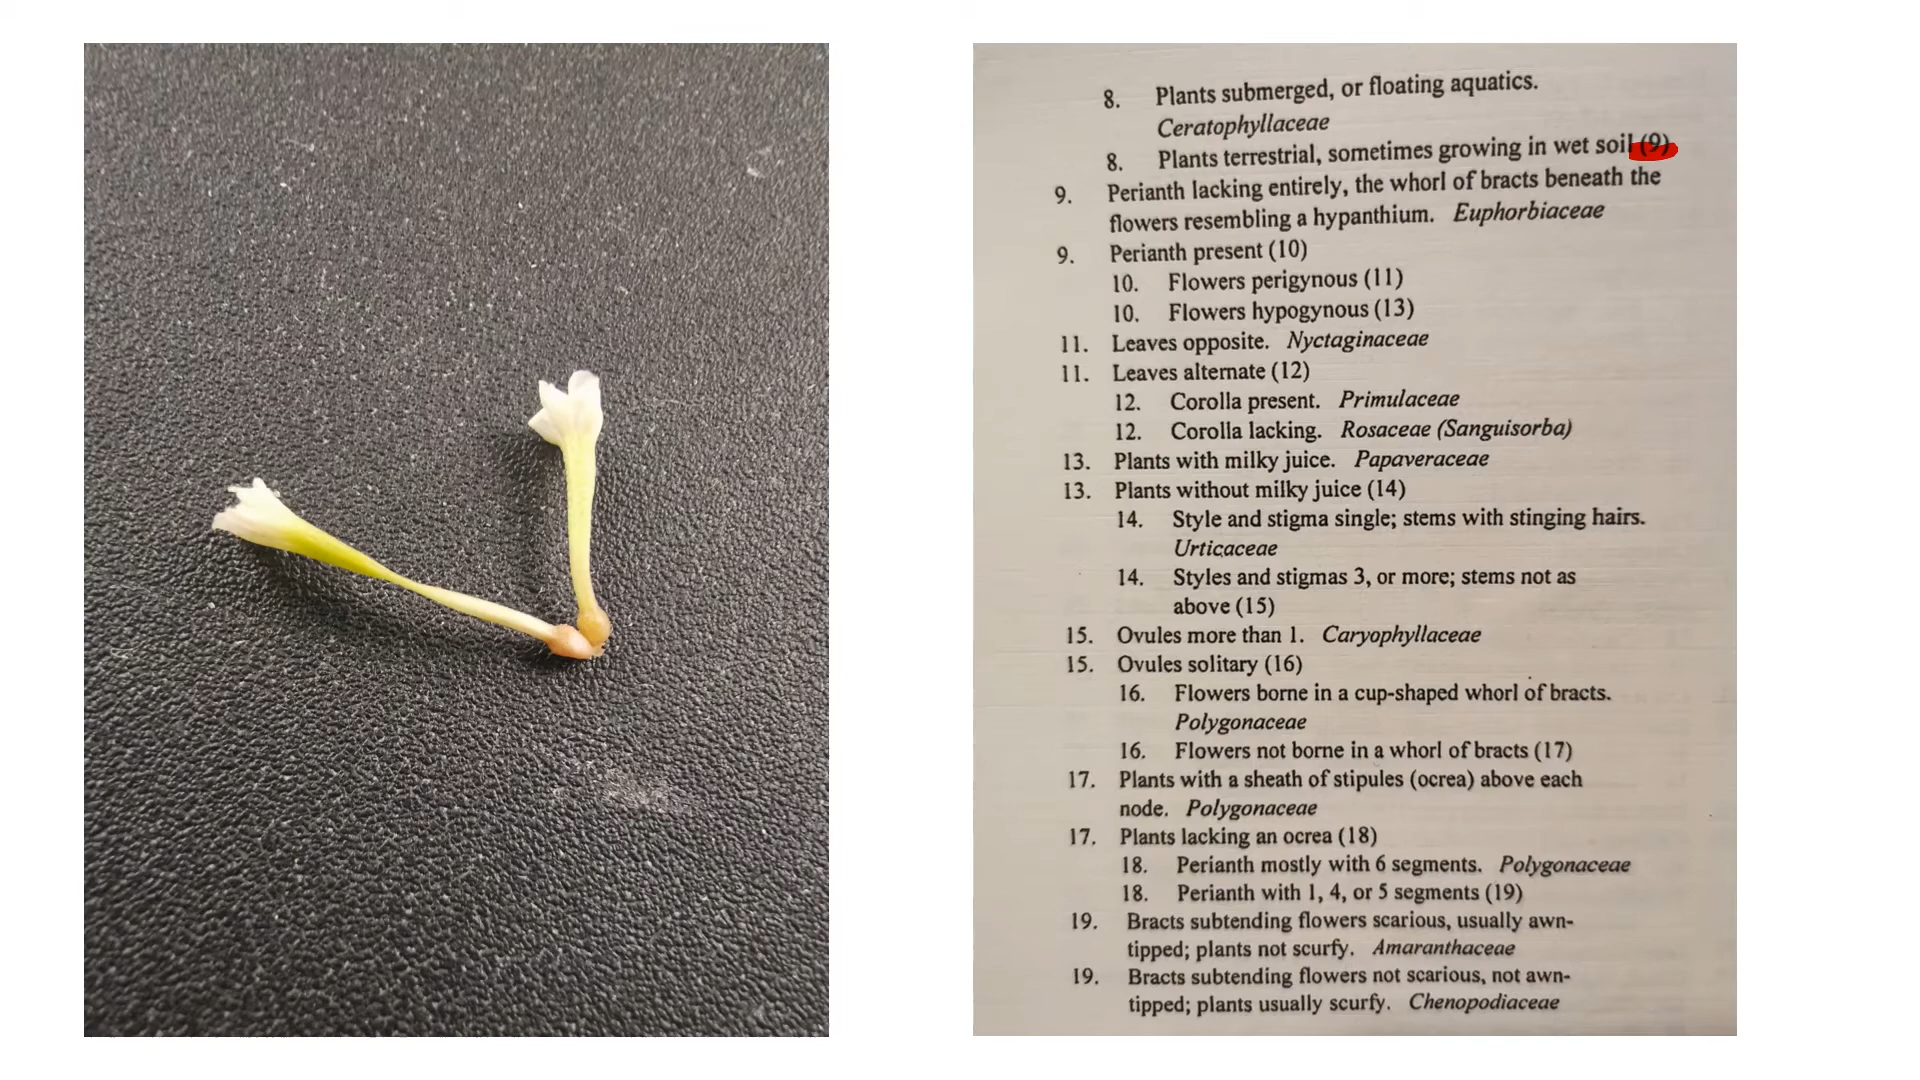 8. Plants submerged, or floating aquatics.
Ceratophyllaceae
8. Plants terrestrial, sometimes growing in wet soil (9)
9. Perianth lacking entirely, the whorl of bracts beneath the
flowers resembling a hypanthium. Euphorbiaceae
9. Perianth present (10)
10. Flowers perigynous (11)
10. Flowers hypogynous (13)
11. Leaves opposite. Nyctaginaceae
11. Leaves alternate (12)
12. Corolla present. Primulaceae
12. Corolla lacking. Rosaceae (Sanguisorba)
13. Plants with milky juice. Papaveraceae
13. Plants without milky juice (14)
14. Style and stigma single; stems with stinging hairs.
Urticaceae
14. Styles and stigmas 3, or more; stems not as
above (15)
15. Ovules more than 1. Caryophyllaceae
15. Ovules solitary (16)
16. Flowers borne in a cup-shaped whorl of bracts.
Polygonaceae
16. Flowers not borne in a whorl of bracts (17)
17. Plants with a sheath of stipules (ocrea) above each
node. Polygonaceae
17. Plants lacking an ocrea (18)
18. Perianth mostly with 6 segments. Polygonaceae
18. Perianth with 1, 4, or 5 segments (19)
19. Bracts subtending flowers scarious, usually awn-
tipped; plants not scurfy. Amaranthaceae
19. Bracts subtending flowers not scarious, not awn-
tipped; plants usually scurfy. Chenopodiaceae